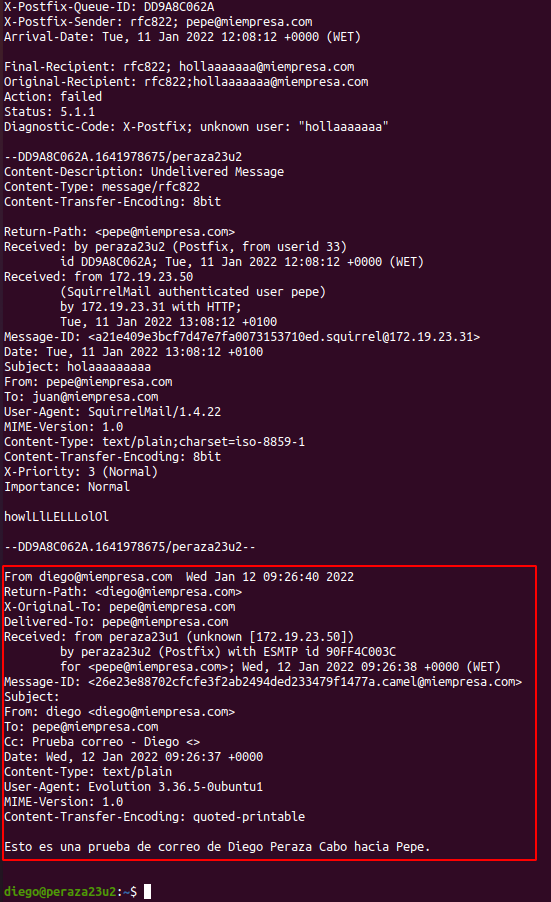 X-Postfix-Queue-ID: DD9A8C062A
X-Postfix-Sender: rfc822; pepe@miempresa.com
Arrival-Date: Tue, 11 Jan 2022 12:08:12 +0000 (WET)

Final-Recipient: rfc822; hollaaaaaaa@miempresa.com
Original-Recipient: rfc822;hollaaaaaaa@miempresa.com
Action: failed
Status: 5.1.1
Diagnostic-Code: X-Postfix; unknown user: "hollaaaaaaa"

--DD9A8C062A.1641978675/peraza23u2
Content-Description: Undelivered Message
Content-Type: message/rfc822
Content-Transfer-Encoding: 8bit

Return-Path: <pepe@miempresa.com>
Received: by peraza23u2 (Postfix, from userid 33)
        id DD9A8C062A; Tue, 11 Jan 2022 12:08:12 +0000 (WET)
Received: from 172.19.23.50
        (SquirrelMail authenticated user pepe)
        by 172.19.23.31 with HTTP;
        Tue, 11 Jan 2022 13:08:12 +0100
Message-ID: <a21e409e3bcf7d47e7fa0073153710ed.squirrel@172.19.23.31>
Date: Tue, 11 Jan 2022 13:08:12 +0100
Subject: holaaaaaaaaa
From: pepe@miempresa.com
To: juan@miempresa.com
User-Agent: SquirrelMail/1.4.22
MIME-Version: 1.0
Content-Type: text/plain;charset=iso-8859-1
Content-Transfer-Encoding: 8bit
X-Priority: 3 (Normal)
Importance: Normal

howlLlLELLLolOl

--DD9A8C062A.1641978675/peraza23u2--

From diego@miempresa.com  Wed Jan 12 09:26:40 2022
Return-Path: <diego@miempresa.com>
X-Original-To: pepe@miempresa.com
Delivered-To: pepe@miempresa.com
Received: from peraza23u1 (unknown [172.19.23.50])
        by peraza23u2 (Postfix) with ESMTP id 90FF4C003C
        for <pepe@miempresa.com>; Wed, 12 Jan 2022 09:26:38 +0000 (WET)
Message-ID: <26e23e88702cfcfe3f2ab2494ded233479f1477a.camel@miempresa.com>
Subject:
From: diego <diego@miempresa.com>
To: pepe@miempresa.com
Cc: Prueba correo - Diego <>
Date: Wed, 12 Jan 2022 09:26:37 +0000
Content-Type: text/plain
User-Agent: Evolution 3.36.5-0ubuntu1
MIME-Version: 1.0
Content-Transfer-Encoding: quoted-printable

Esto es una prueba de correo de Diego Peraza Cabo hacia Pepe.

diego@peraza23u2:~$